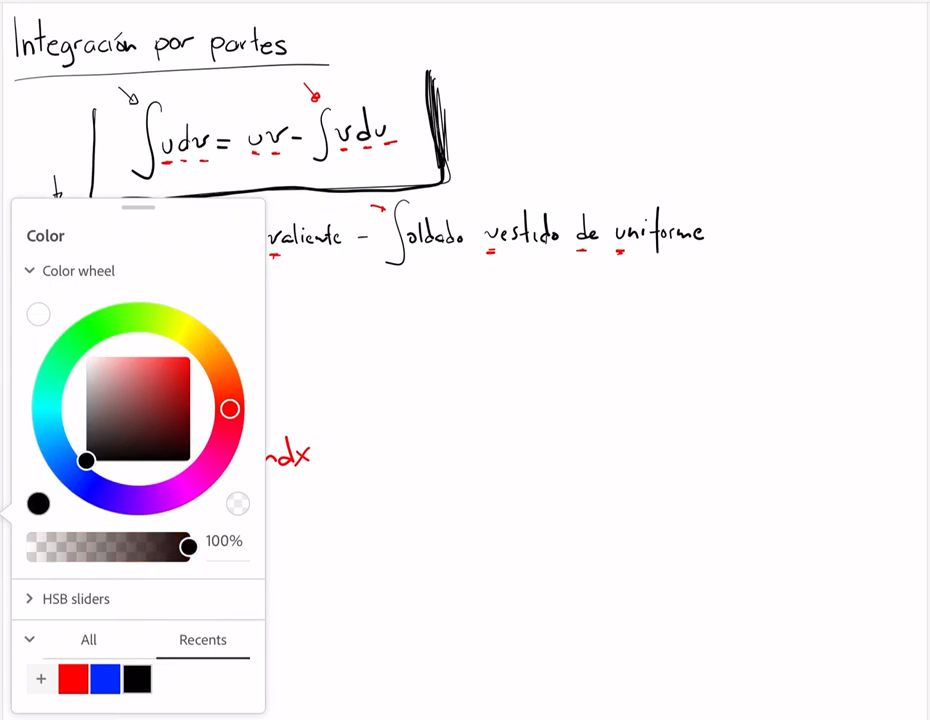 Integración por partes
∫udv = uv - ∫vdu
valiente - ∫oldado vestido de uniforme
Color
Color wheel
ndx
100%
HSB sliders
All Recents
+